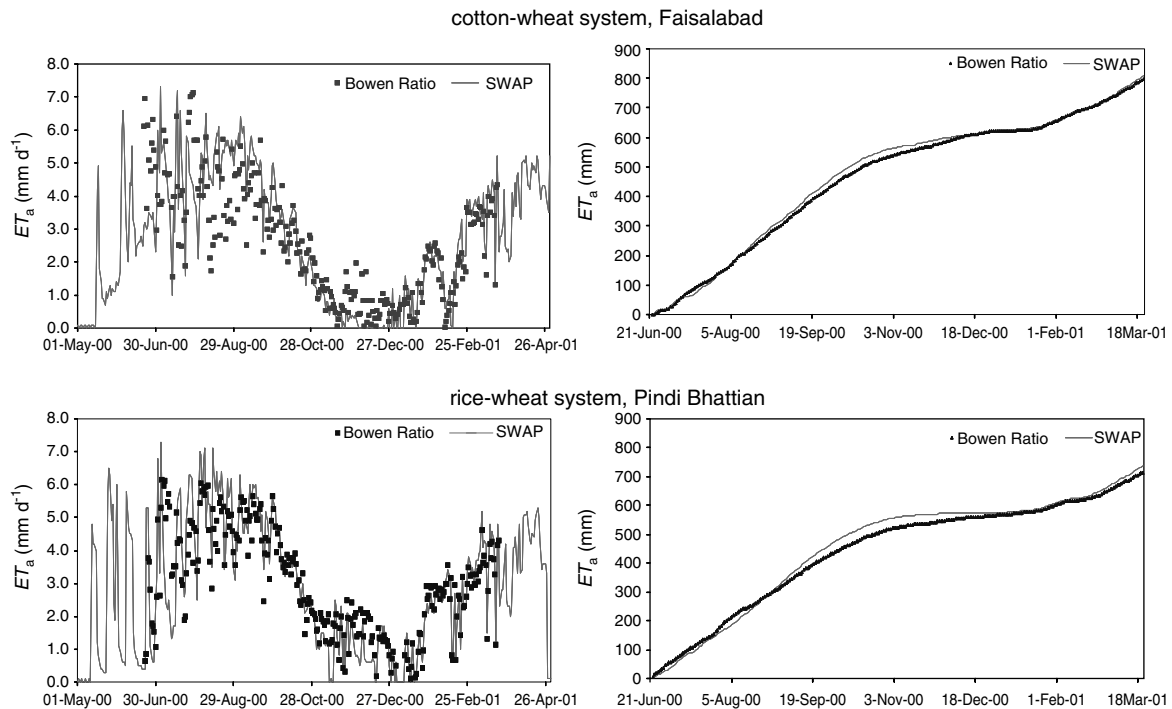 cotton-wheat system, Faisalabad
8.0
7.0
6.0
5.0
4.0
3.0
2.0
1.0
0.0
ETa (mm d-1)
Bowen Ratio SWAP
01-May-00 30-Jun-00 29-Aug-00 28-Oct-00 27-Dec-00 25-Feb-01 26-Apr-01
900
800
700
600
500
400
300
200
100
0
ETa (mm)
Bowen Ratio SWAP
21-Jun-00 5-Aug-00 19-Sep-00 3-Nov-00 18-Dec-00 1-Feb-01 18-Mar-01
rice-wheat system, Pindi Bhattian
8.0
7.0
6.0
5.0
4.0
3.0
2.0
1.0
0.0
ETa (mm d-1)
Bowen Ratio SWAP
01-May-00 30-Jun-00 29-Aug-00 28-Oct-00 27-Dec-00 25-Feb-01 26-Apr-01
900
800
700
600
500
400
300
200
100
0
ETa (mm)
Bowen Ratio SWAP
21-Jun-00 5-Aug-00 19-Sep-00 3-Nov-00 18-Dec-00 1-Feb-01 18-Mar-01